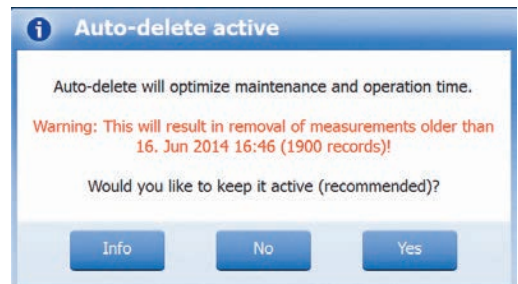 Auto-delete active
Auto-delete will optimize maintenance and operation time.
Warning: This will result in removal of measurements older than
16. Jun 2014 16:46 (1900 records)!
Would you like to keep it active (recommended)?
Info No Yes